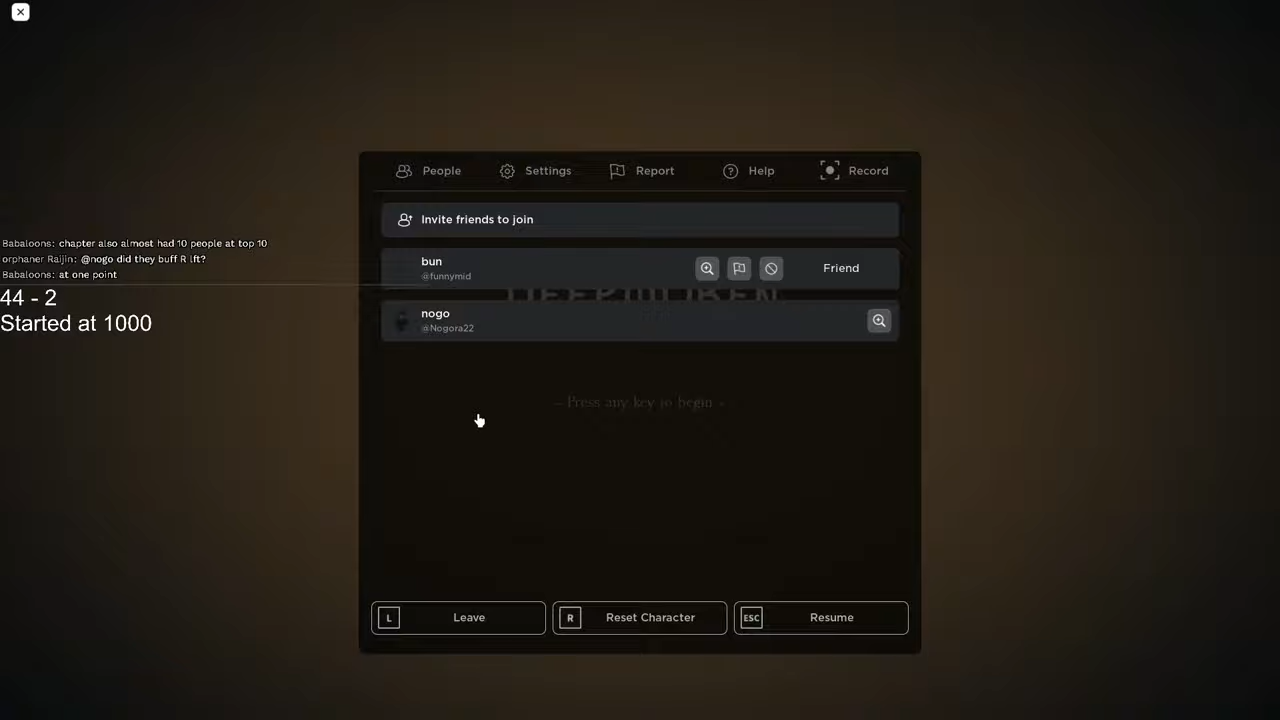 People
Settings
Report
Help
Record
Invite friends to join
bun
@funnymid
Friend
DEEPWOKEN
nogo
@Nogora22
— Press any key to begin —
Babaloons: chapter also almost had 10 people at top 10
orphaner Raijin: @nogo did they buff R lft?
Babaloons: at one point
44 - 2
Started at 1000
L
Leave
R
Reset Character
ESC
Resume